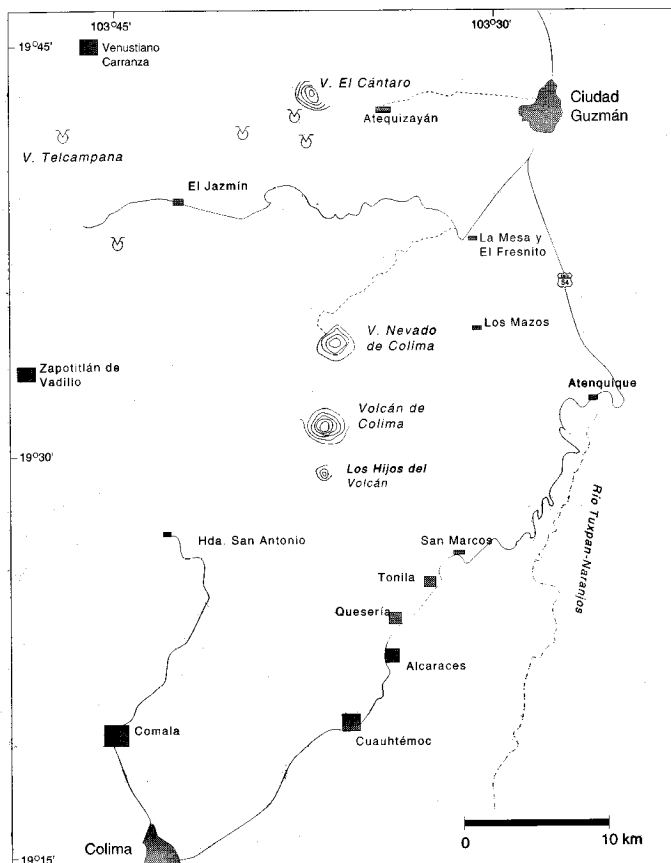 103°45'
103°30'
19°45'
Venustiano
Carranza
V. El Cántaro
Ciudad
Guzmán
Atequizayán
V. Telcampana
El Jazmín
La Mesa y
El Fresnito
54
V. Nevado
de Colima
Los Mazos
Zapotitlán de
Vadillo
Atenquique
Volcán de
Colima
19°30'
Los Hijos del
Volcán
Río Tuxpan-Naranjos
Hda. San Antonio
San Marcos
Tonila
Quesería
Alcaraces
Comala
Cuauhtémoc
Colima
19°15'
0
10 km